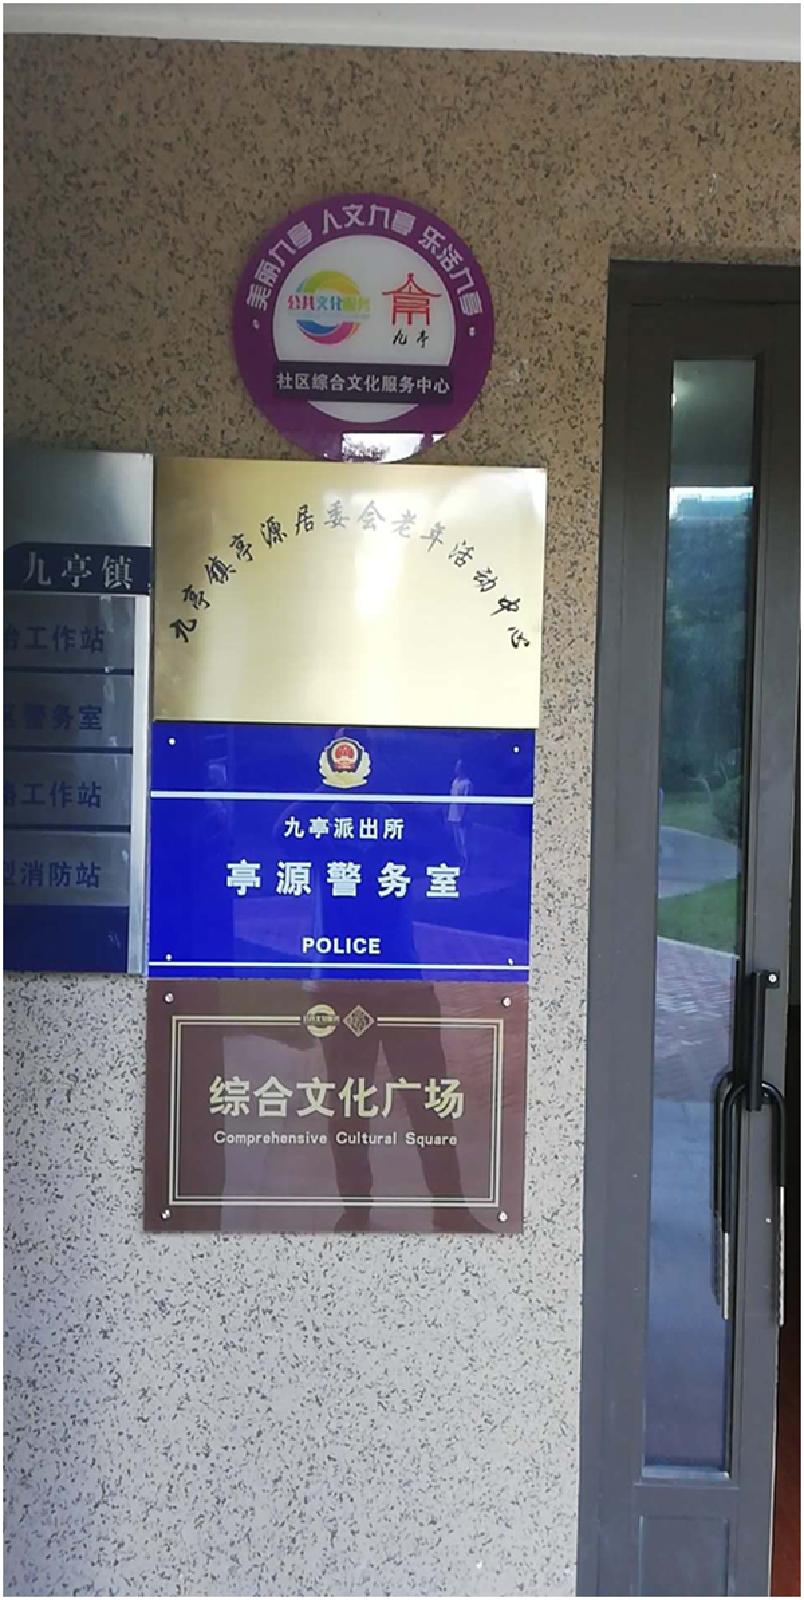 美丽九亭 人文九亭 乐活九亭
公共文化服务
九亭
社区综合文化服务中心
九亭镇亭源居委会老年活动中心
九亭镇
治工作站
警务室
工作站
型消防站
九亭派出所
亭源警务室
POLICE
综合文化广场
Comprehensive Cultural Square